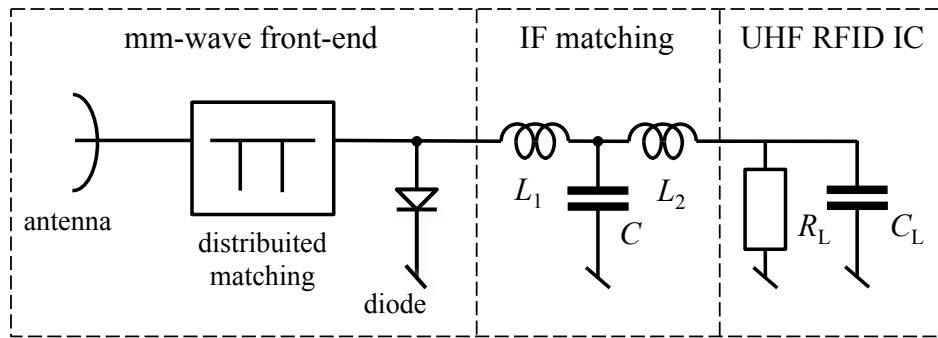 mm-wave front-end
IF matching
UHF RFID IC
antenna
distribuited
matching
diode
L1
C
L2
RL
CL